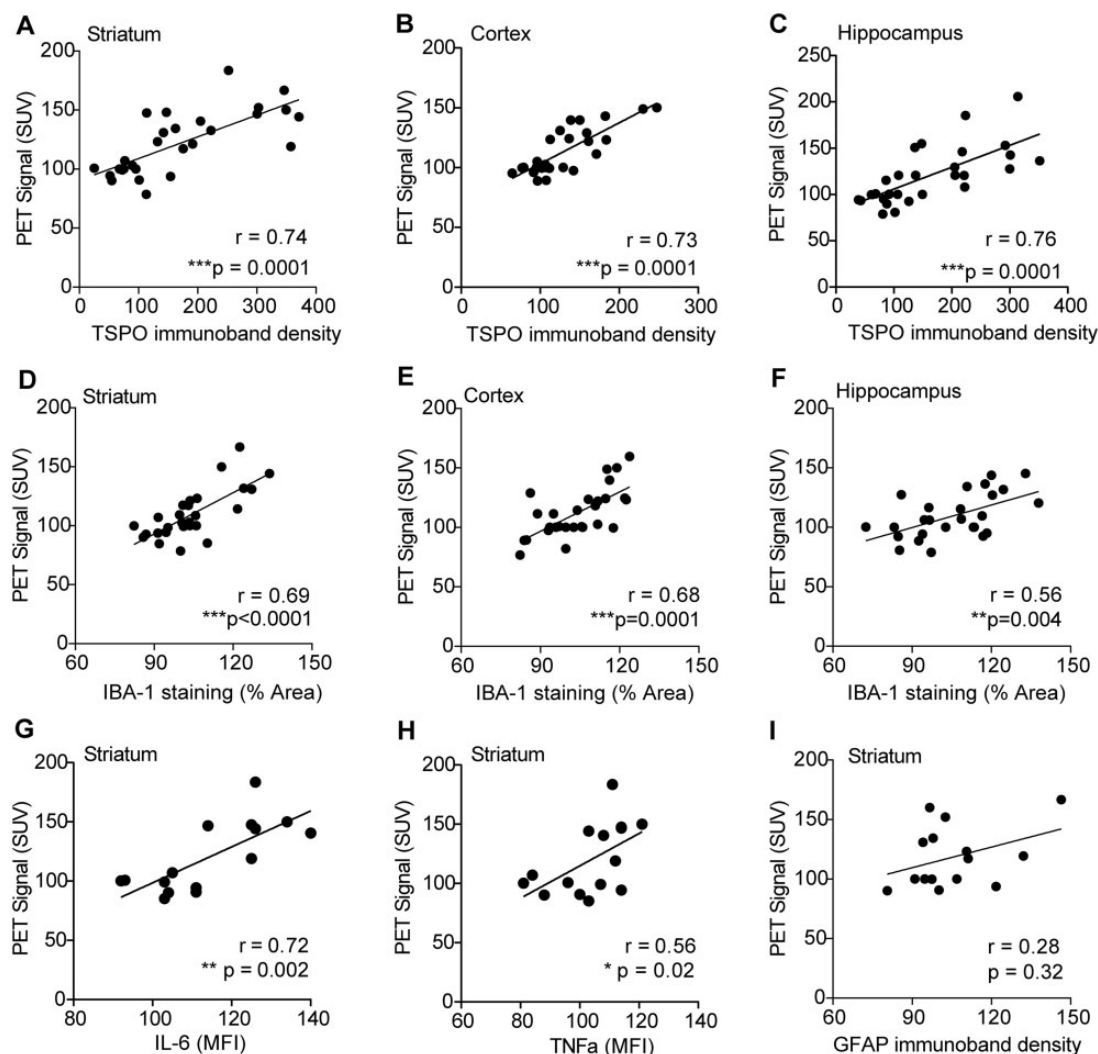 A
Striatum
PET Signal (SUV)
200
150
100
50
0
0
100
200
300
400
r = 0.74
***p = 0.0001
TSPO immunoband density
B
Cortex
PET Signal (SUV)
200
150
100
50
0
0
100
200
300
r = 0.73
***p = 0.0001
TSPO immunoband density
C
Hippocampus
PET Signal (SUV)
250
200
150
100
50
0
0
100
200
300
400
r = 0.76
***p = 0.0001
TSPO immunoband density
D
Striatum
PET Signal (SUV)
200
150
100
50
0
60
90
120
150
r = 0.69
***p<0.0001
IBA-1 staining (% Area)
E
Cortex
PET Signal (SUV)
200
150
100
50
0
60
90
120
150
r = 0.68
***p=0.0001
IBA-1 staining (% Area)
F
Hippocampus
PET Signal (SUV)
200
150
100
50
0
60
90
120
150
r = 0.56
**p=0.004
IBA-1 staining (% Area)
G
Striatum
PET Signal (SUV)
200
150
100
50
0
80
100
120
140
r = 0.72
** p = 0.002
IL-6 (MFI)
H
Striatum
PET Signal (SUV)
200
150
100
50
0
60
80
100
120
140
r = 0.56
* p = 0.02
TNFa (MFI)
I
Striatum
PET Signal (SUV)
200
150
100
50
0
60
80
100
120
140
r = 0.28
p = 0.32
GFAP immunoband density